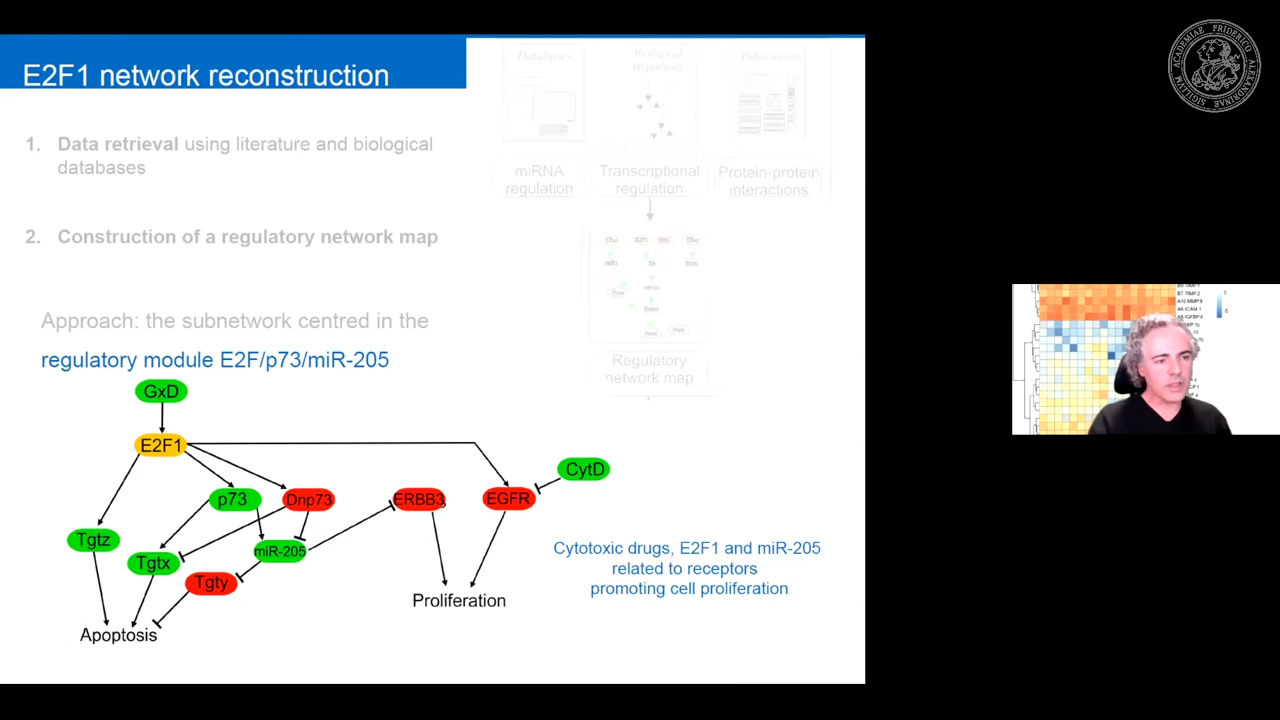 E2F1 network reconstruction
1. Data retrieval using literature and biological
databases
2. Construction of a regulatory network map
Approach: the subnetwork centred in the
regulatory module E2F/p73/miR-205
Databases
Biological
Hypothesis
Publications
miRNA
regulation
Transcriptional
regulation
Protein-protein
interactions
Regulatory
network map
GxD
E2F1
CytD
p73
Dnp73
ERBB3
EGFR
Tgtz
Tgtx
miR-205
Tgty
Cytotoxic drugs, E2F1 and miR-205
related to receptors
promoting cell proliferation
Proliferation
Apoptosis